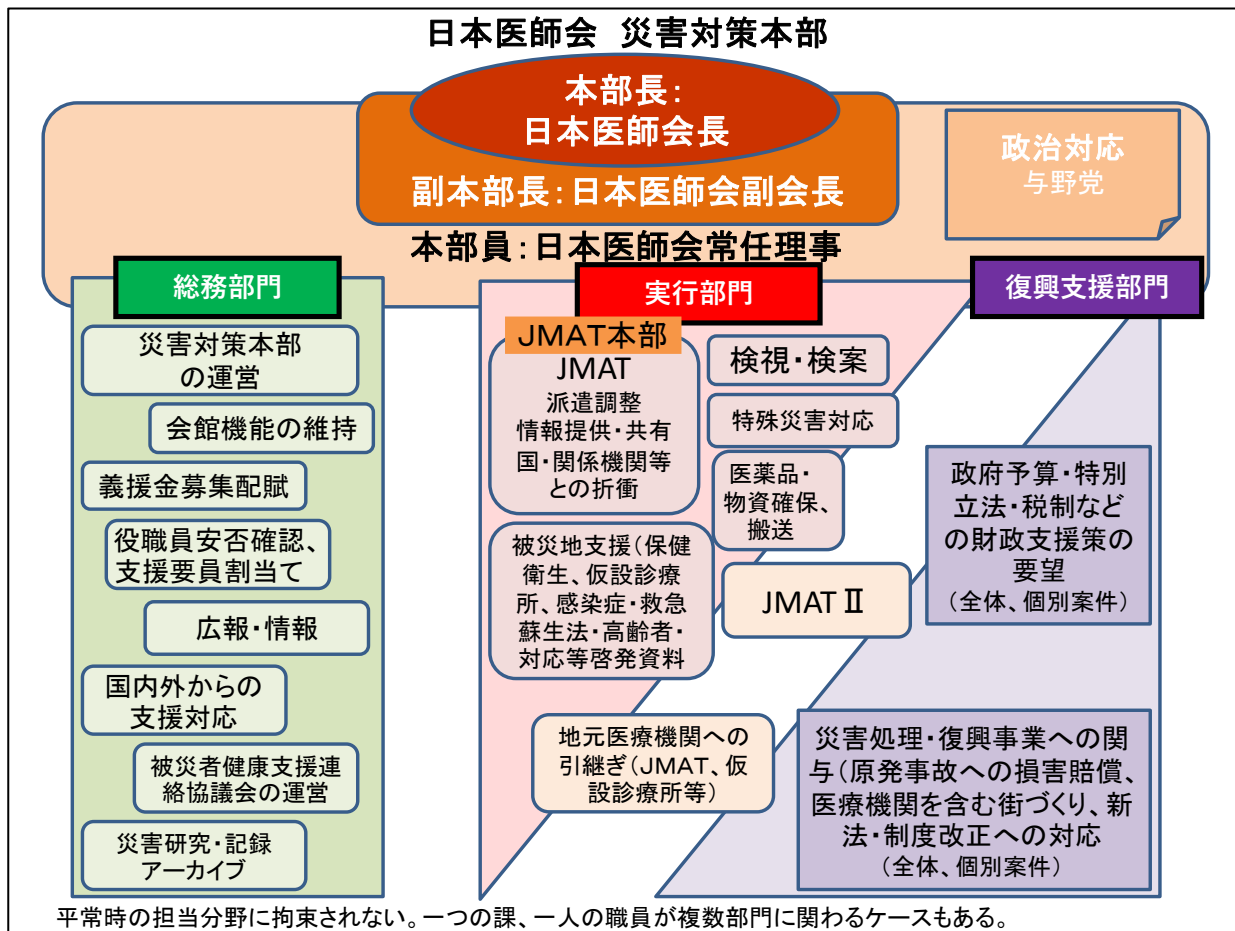 日本医師会 災害対策本部
本部長:
日本医師会長
副本部長:日本医師会副会長
本部員:日本医師会常任理事
政治対応
与野党
総務部門
災害対策本部
の運営
会館機能の維持
義援金募集配賦
役職員安否確認、
支援要員割当て
広報・情報
国内外からの
支援対応
被災者健康支援連
絡協議会の運営
災害研究・記録
アーカイブ
実行部門
JMAT本部
JMAT
派遣調整
情報提供・共有
国・関係機関等
との折衝
被災地支援(保健
衛生、仮設診療
所、感染症・救急
蘇生法・高齢者・
対応等啓発資料
検視・検案
特殊災害対応
医薬品・
物資確保、
搬送
JMATⅡ
地元医療機関への
引継ぎ(JMAT、仮
設診療所等)
復興支援部門
政府予算・特別
立法・税制など
の財政支援策の
要望
(全体、個別案件)
災害処理・復興事業への関
与(原発事故への損害賠償、
医療機関を含む街づくり、新
法・制度改正への対応
(全体、個別案件)
平常時の担当分野に拘束されない。一つの課、一人の職員が複数部門に関わるケースもある。